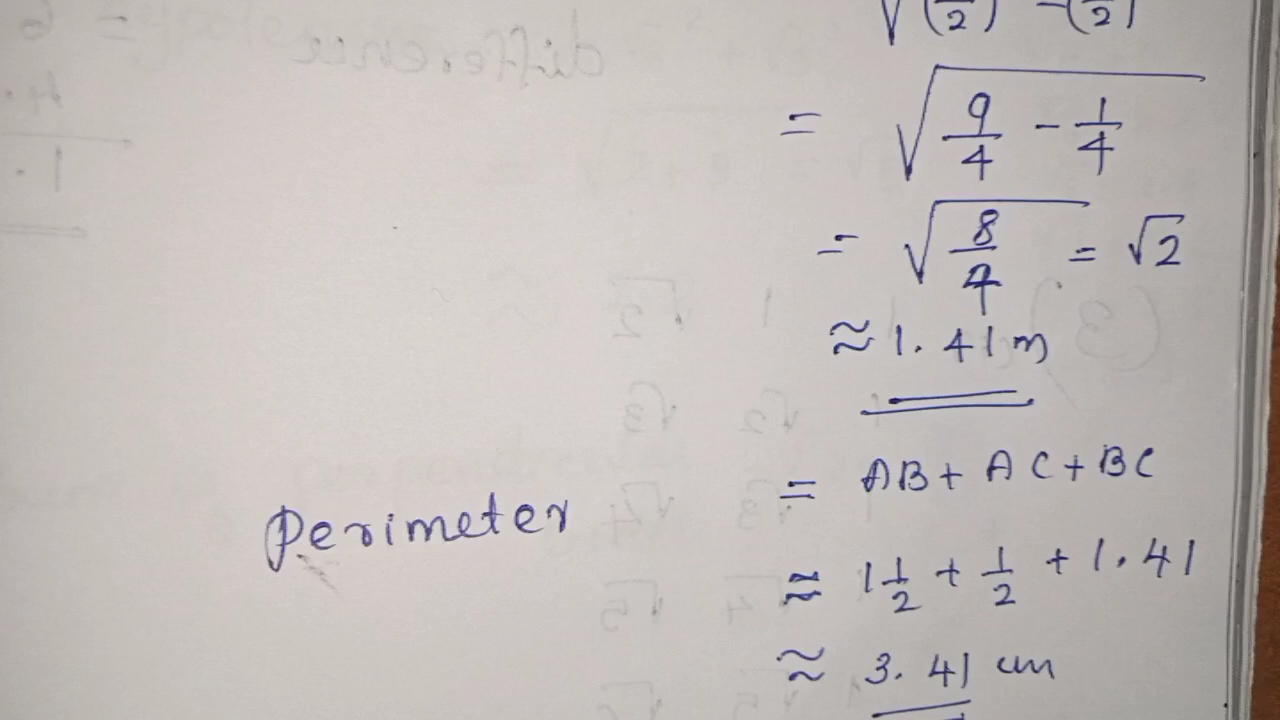 = √(9/4 - 1/4)
= √(8/4) = √2
≈ 1.41m
Perimeter = AB + AC + BC
≈ 1 1/2 + 1/2 + 1.41
≈ 3.41 cm